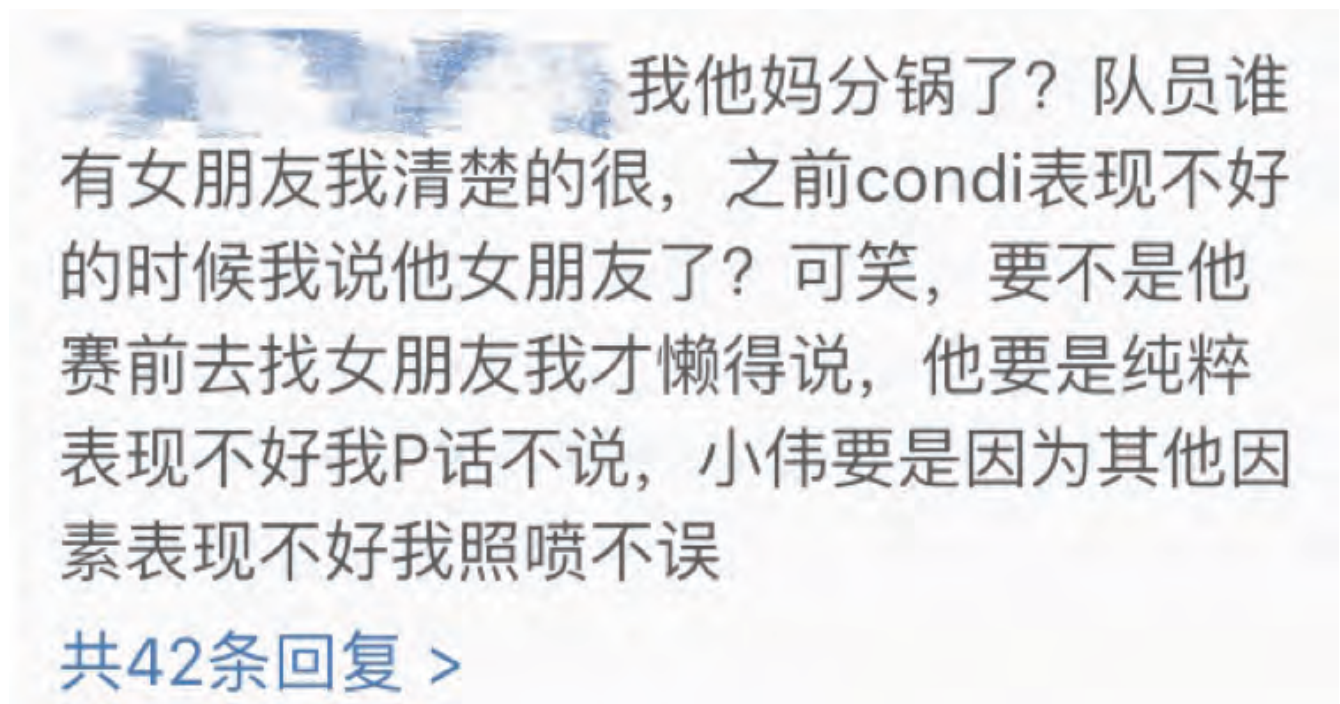 我他妈分锅了？队员谁
有女朋友我清楚的很，之前condi表现不好
的时候我说他女朋友了？可笑，要不是他
赛前去找女朋友我才懒得说，他要是纯粹
表现不好我P话不说，小伟要是因为其他因
素表现不好我照喷不误
共42条回复 >